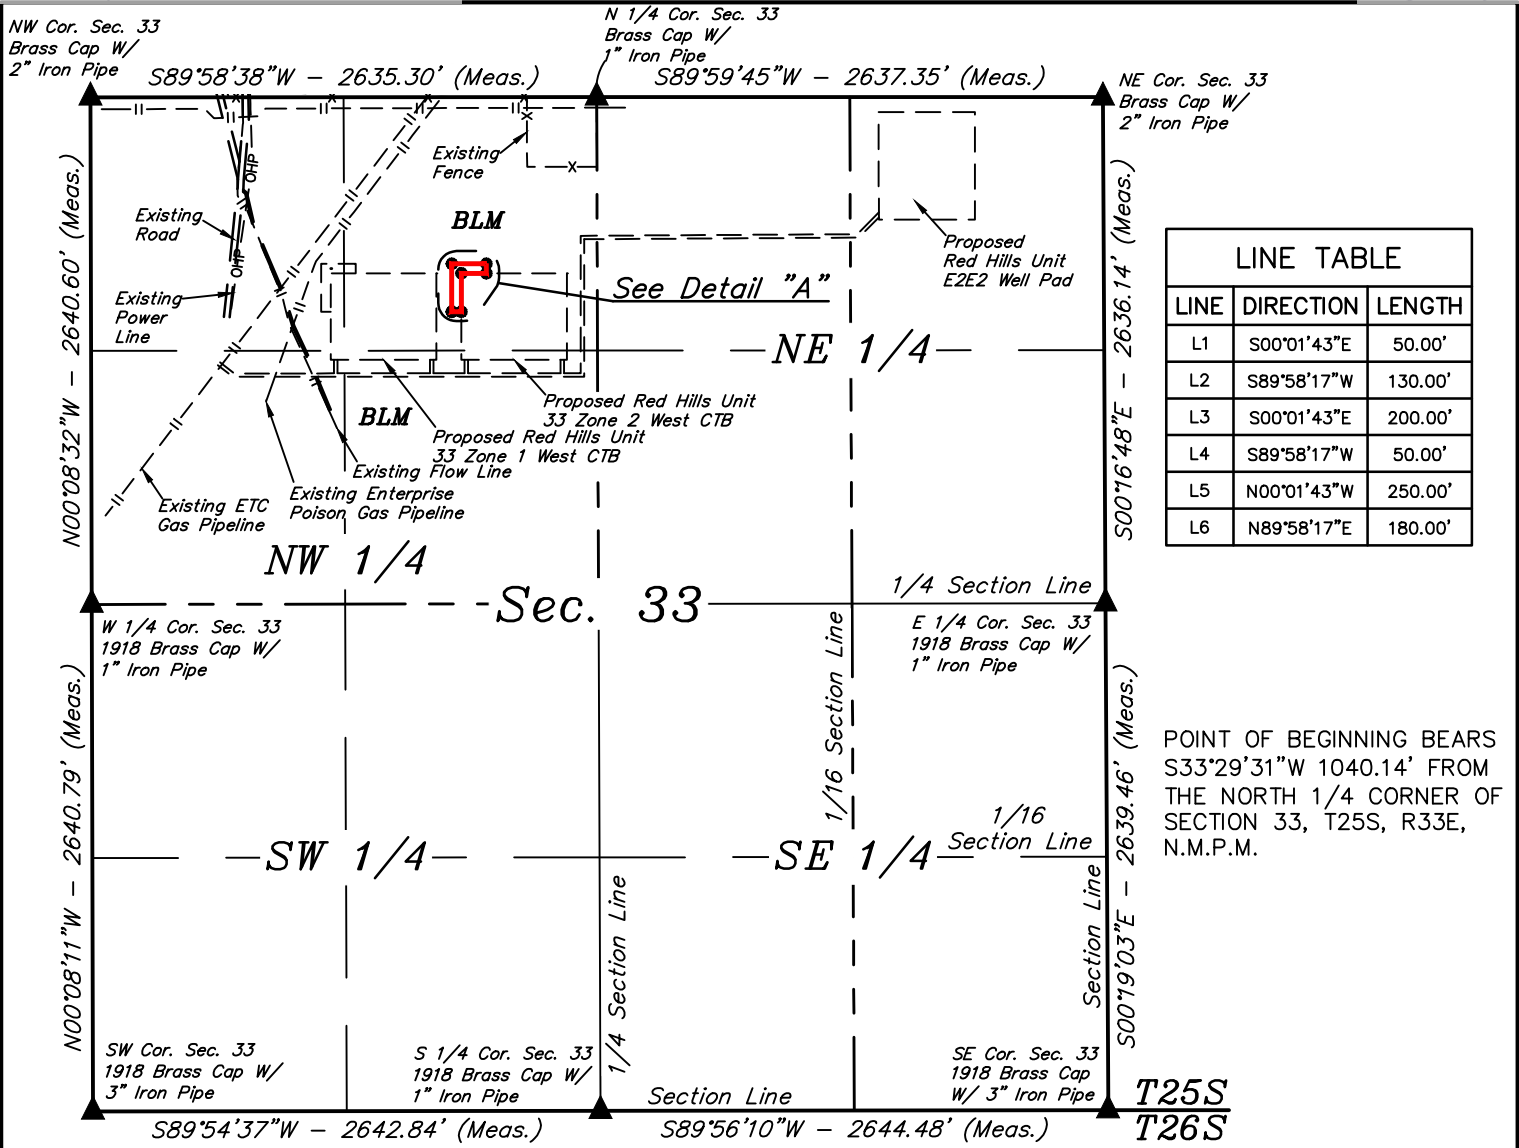 NW Cor. Sec. 33
Brass Cap W/
2" Iron Pipe
N 1/4 Cor. Sec. 33
Brass Cap W/
1" Iron Pipe
S89°58'38"W - 2635.30' (Meas.)
S89°59'45"W - 2637.35' (Meas.)
NE Cor. Sec. 33
Brass Cap W/
2" Iron Pipe
N00°08'32"W - 2640.60' (Meas.)
Existing
Road
OHP
OHP
Existing
Power
Line
Existing
Fence
BLM
See Detail "A"
Proposed
Red Hills Unit
E2E2 Well Pad
NE 1/4
S00°16'48"E - 2636.14' (Meas.)
LINE TABLE
LINE DIRECTION LENGTH
L1 S00°01'43"E 50.00'
L2 S89°58'17"W 130.00'
L3 S00°01'43"E 200.00'
L4 S89°58'17"W 50.00'
L5 N00°01'43"W 250.00'
L6 N89°58'17"E 180.00'
BLM
Proposed Red Hills Unit
33 Zone 2 West CTB
Proposed Red Hills Unit
33 Zone 1 West CTB
Existing Flow Line
Existing Enterprise
Poison Gas Pipeline
Existing ETC
Gas Pipeline
NW 1/4
Sec. 33
1/4 Section Line
W 1/4 Cor. Sec. 33
1918 Brass Cap W/
1" Iron Pipe
E 1/4 Cor. Sec. 33
1918 Brass Cap W/
1" Iron Pipe
N00°08'11"W - 2640.79' (Meas.)
1/16 Section Line
S00°19'03"E - 2639.46' (Meas.)
POINT OF BEGINNING BEARS
S33°29'31"W 1040.14' FROM
THE NORTH 1/4 CORNER OF
SECTION 33, T25S, R33E,
N.M.P.M.
SW 1/4
SE 1/4
1/16
Section Line
1/4 Section Line
Section Line
SW Cor. Sec. 33
1918 Brass Cap W/
3" Iron Pipe
S 1/4 Cor. Sec. 33
1918 Brass Cap W/
1" Iron Pipe
SE Cor. Sec. 33
1918 Brass Cap
W/ 3" Iron Pipe
Section Line
T25S
T26S
S89°54'37"W - 2642.84' (Meas.)
S89°56'10"W - 2644.48' (Meas.)